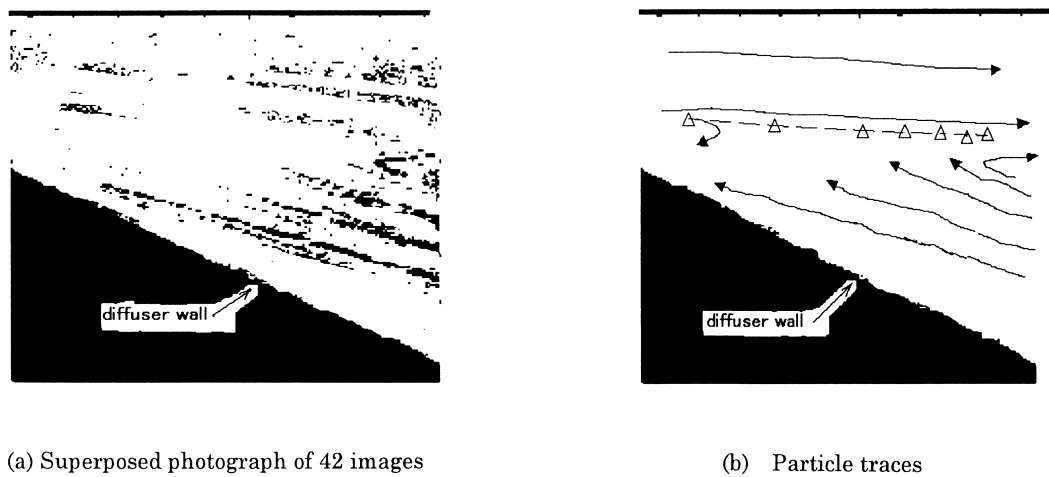 diffuser wall
diffuser wall
(a) Superposed photograph of 42 images
(b) Particle traces